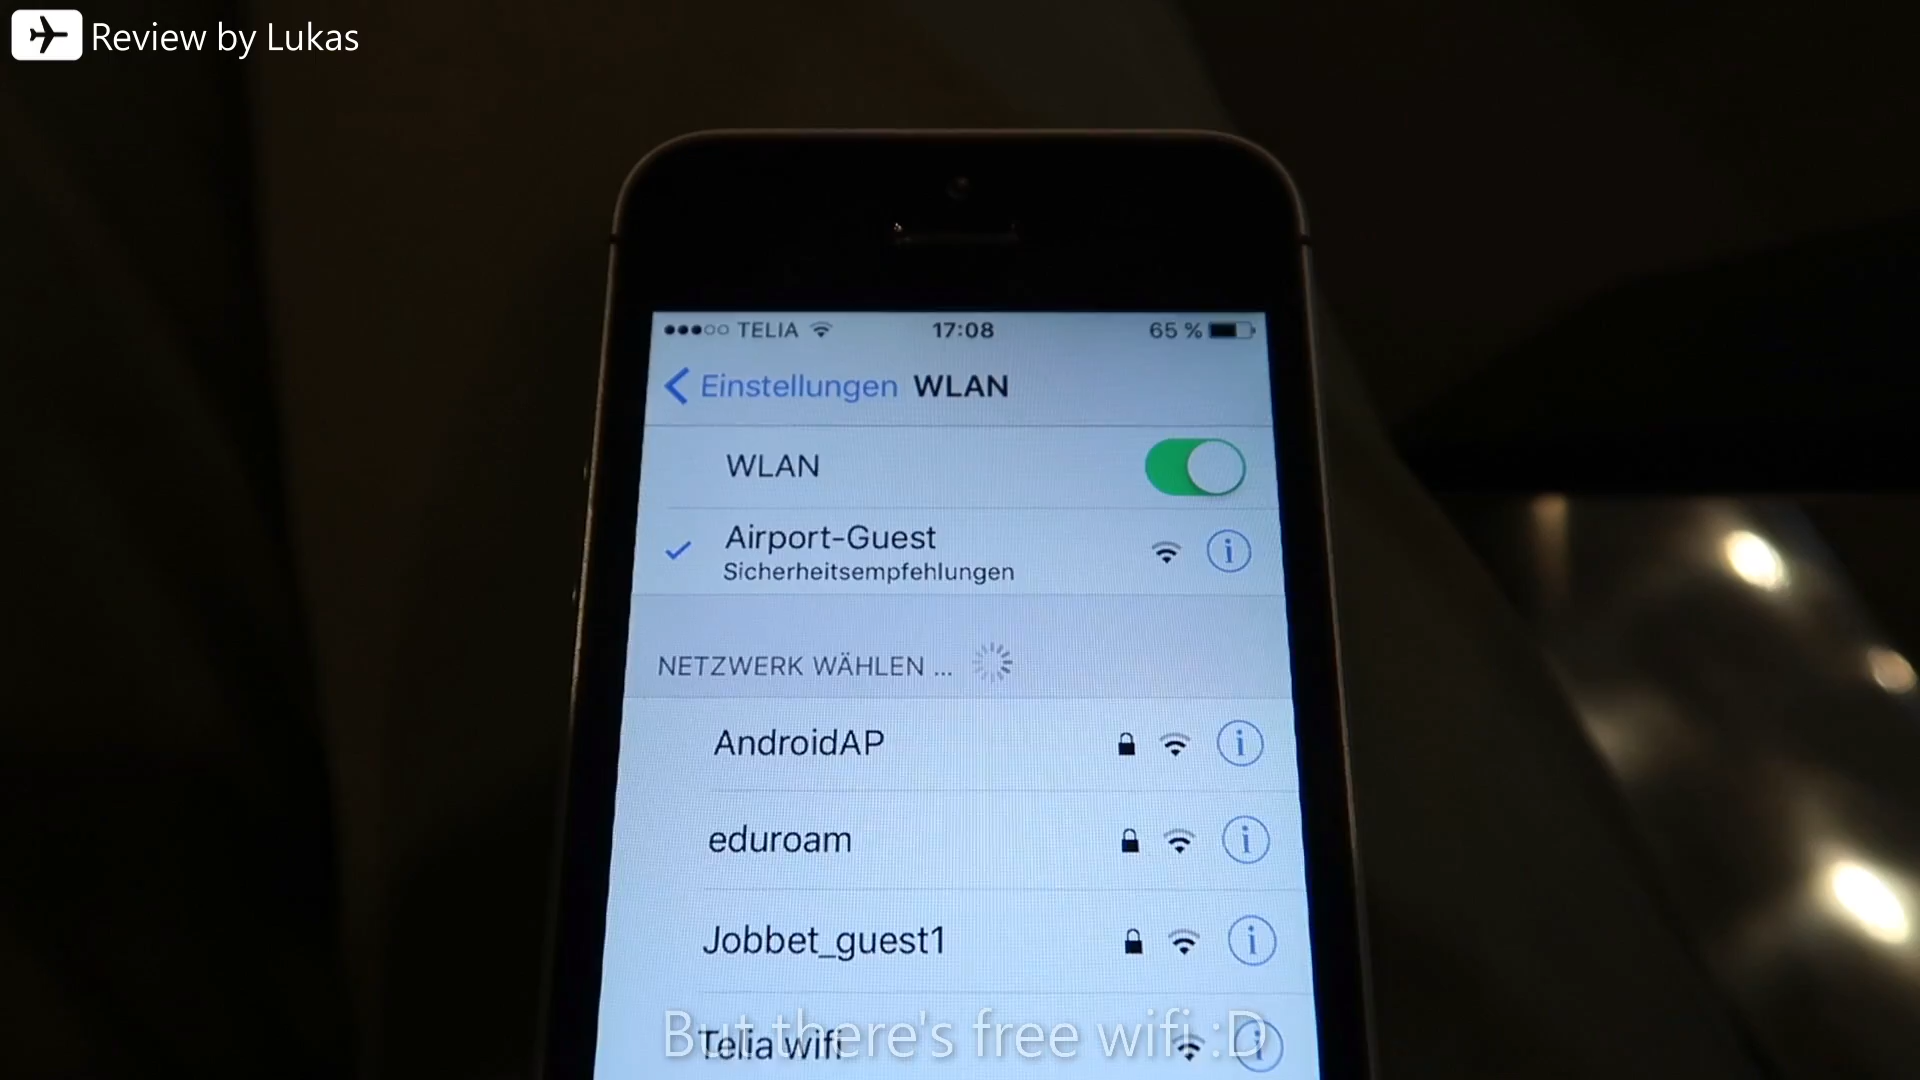 Review by Lukas
TELIA 17:08 65 %
Einstellungen WLAN
WLAN
Airport-Guest
Sicherheitsempfehlungen
NETZWERK WÄHLEN ...
AndroidAP
eduroam
Jobbet_guest1
Telia wifi
But there's free wifi :D